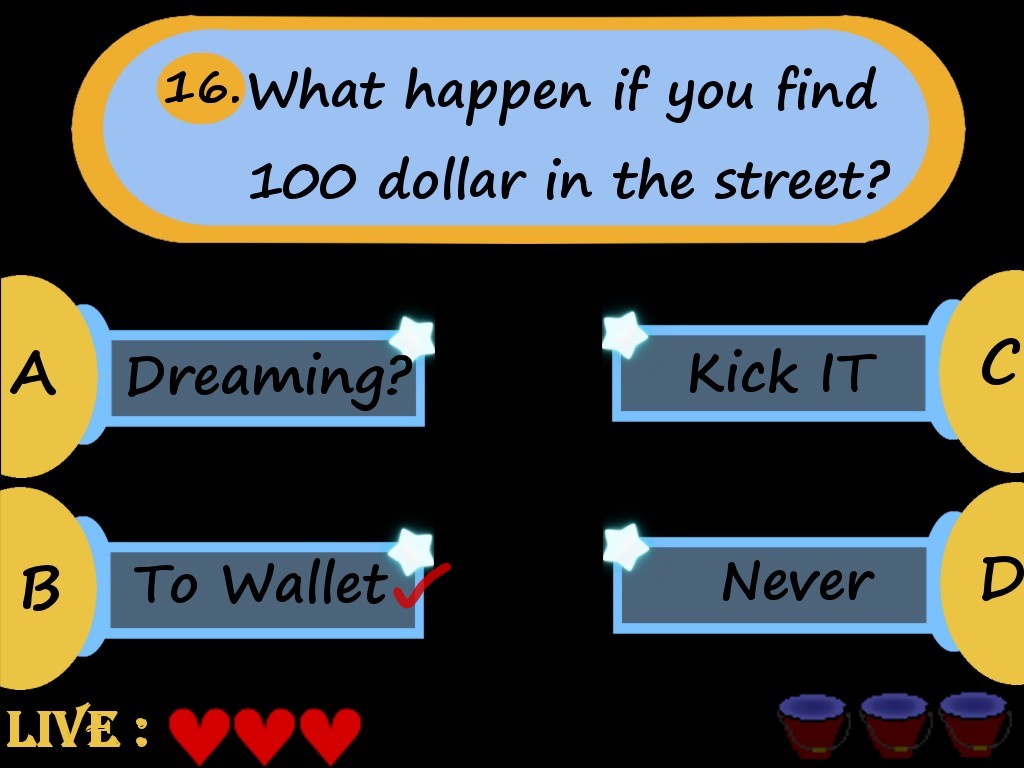 16. What happen if you find
100 dollar in the street?
A Dreaming?
Kick IT C
B To Wallet
Never D
LIVE :